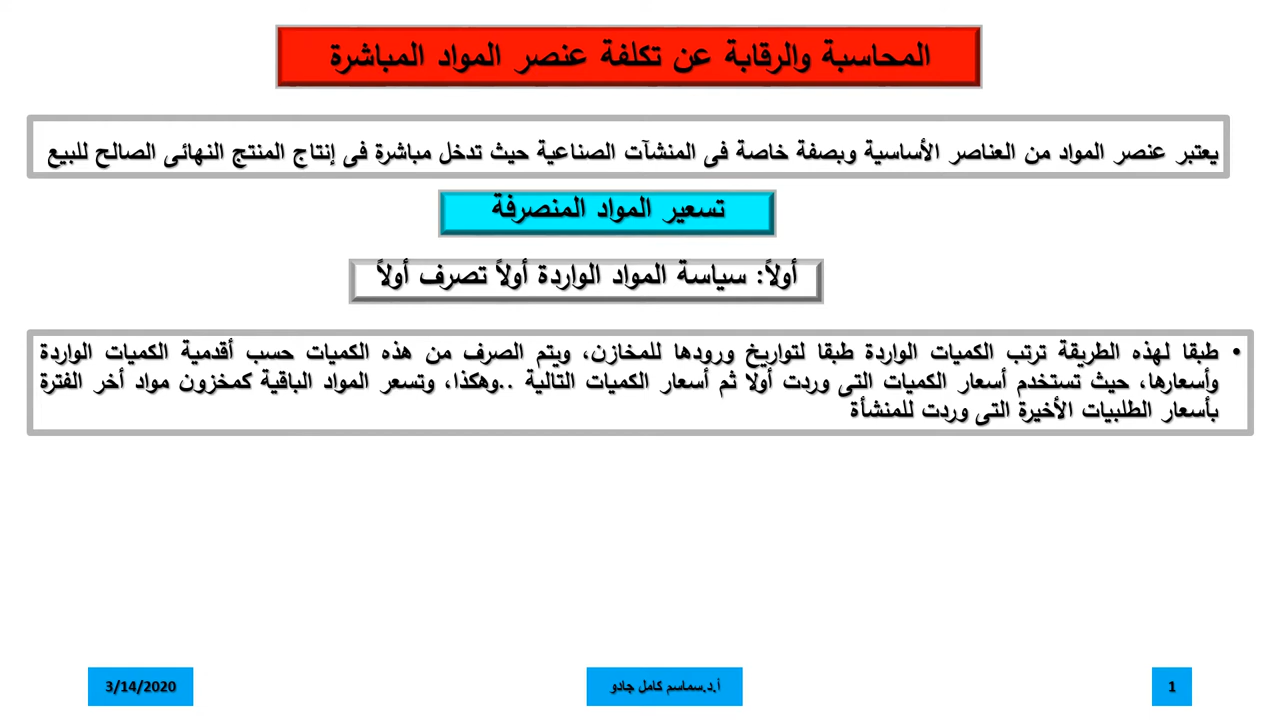 المحاسبة والرقابة عن تكلفة عنصر المواد المباشرة
يعتبر عنصر المواد من العناصر الأساسية وبصفة خاصة فى المنشآت الصناعية حيث تدخل مباشرة فى إنتاج المنتج النهائى الصالح للبيع
تسعير المواد المنصرفة
أولاً: سياسة المواد الواردة أولاً تصرف أولاً
• طبقا لهذه الطريقة ترتب الكميات الواردة طبقا لتواريخ ورودها للمخازن، ويتم الصرف من هذه الكميات حسب أقدمية الكميات الواردة
وأسعارها، حيث تستخدم أسعار الكميات التى وردت أولا ثم أسعار الكميات التالية ..وهكذا، وتسعر المواد الباقية كمخزون مواد أخر الفترة
بأسعار الطلبيات الأخيرة التى وردت للمنشأة
1
أ.د.سماسم كامل جادو
3/14/2020